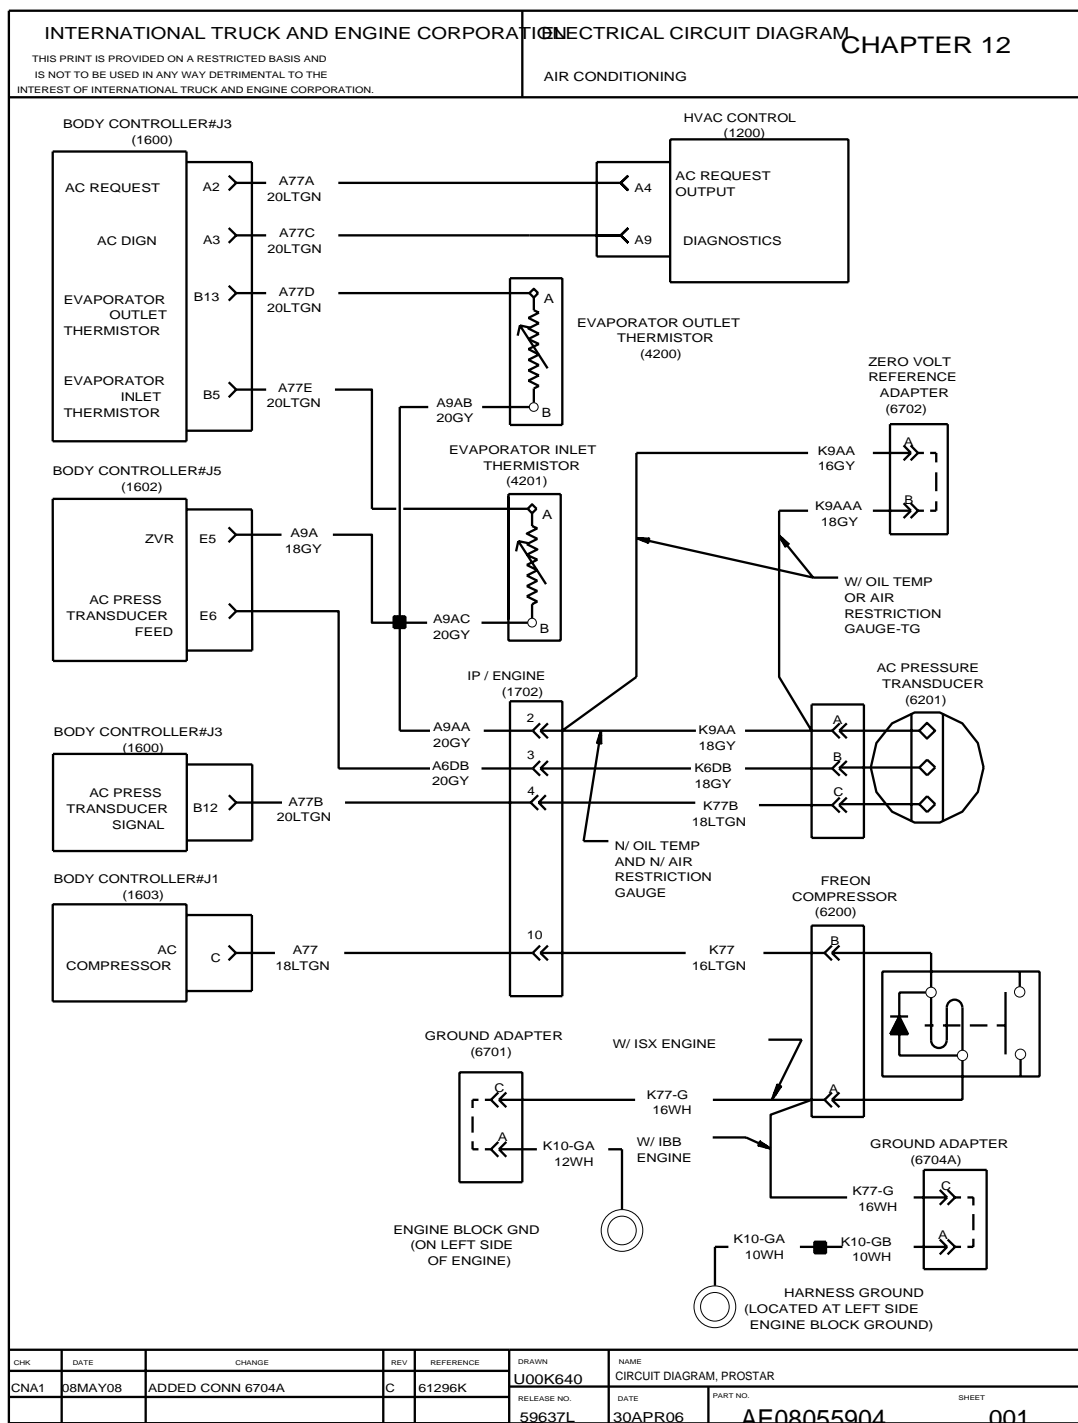 INTERNATIONAL TRUCK AND ENGINE CORPORATION
ELECTRICAL CIRCUIT DIAGRAM
CHAPTER 12
THIS PRINT IS PROVIDED ON A RESTRICTED BASIS AND
IS NOT TO BE USED IN ANY WAY DETRIMENTAL TO THE
INTEREST OF INTERNATIONAL TRUCK AND ENGINE CORPORATION.
AIR CONDITIONING
BODY CONTROLLER#J3
(1600)
AC REQUEST
A2
A77A
20LTGN
AC DIGN
A3
A77C
20LTGN
EVAPORATOR
OUTLET
THERMISTOR
B13
A77D
20LTGN
EVAPORATOR
INLET
THERMISTOR
B5
A77E
20LTGN
HVAC CONTROL
(1200)
A4
AC REQUEST
OUTPUT
A9
DIAGNOSTICS
A
B
EVAPORATOR OUTLET
THERMISTOR
(4200)
A9AB
20GY
EVAPORATOR INLET
THERMISTOR
(4201)
A
B
A9AC
20GY
ZERO VOLT
REFERENCE
ADAPTER
(6702)
A
B
K9AA
16GY
K9AAA
18GY
W/ OIL TEMP
OR AIR
RESTRICTION
GAUGE-TG
BODY CONTROLLER#J5
(1602)
ZVR
E5
A9A
18GY
AC PRESS
TRANSDUCER
FEED
E6
IP / ENGINE
(1702)
2
3
4
10
A9AA
20GY
A6DB
20GY
K9AA
18GY
K6DB
18GY
K77B
18LTGN
AC PRESSURE
TRANSDUCER
(6201)
A
B
C
BODY CONTROLLER#J3
(1600)
AC PRESS
TRANSDUCER
SIGNAL
B12
A77B
20LTGN
N/ OIL TEMP
AND N/ AIR
RESTRICTION
GAUGE
BODY CONTROLLER#J1
(1603)
AC
COMPRESSOR
C
A77
18LTGN
K77
16LTGN
FREON
COMPRESSOR
(6200)
B
A
GROUND ADAPTER
(6701)
C
A
W/ ISX ENGINE
K77-G
16WH
K10-GA
12WH
W/ IBB
ENGINE
ENGINE BLOCK GND
(ON LEFT SIDE
OF ENGINE)
GROUND ADAPTER
(6704A)
C
A
K77-G
16WH
K10-GA
10WH
K10-GB
10WH
HARNESS GROUND
(LOCATED AT LEFT SIDE
ENGINE BLOCK GROUND)
CHK DATE CHANGE REV REFERENCE
CNA1 08MAY08 ADDED CONN 6704A C 61296K
DRAWN
U00K640
NAME
CIRCUIT DIAGRAM, PROSTAR
RELEASE NO.
59637L
DATE
30APR06
PART NO.
AE08055904
SHEET
001